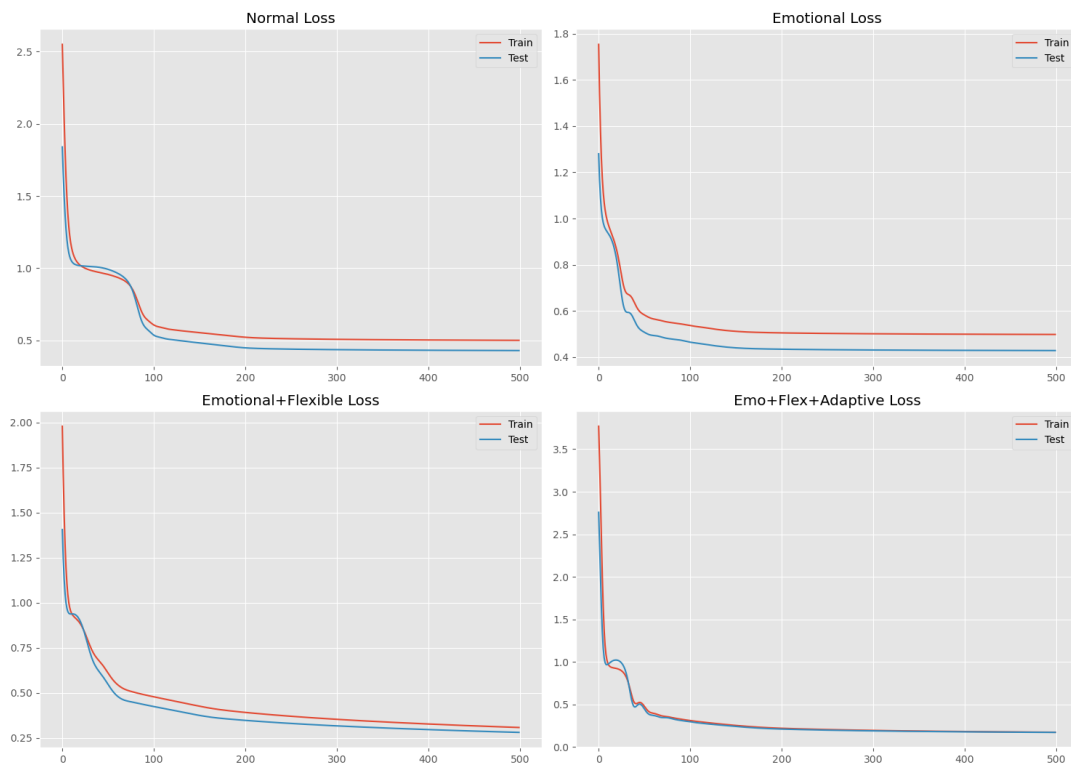 Normal Loss
2.5
2.0
1.5
1.0
0.5
0 100 200 300 400 500
Train
Test
Emotional Loss
1.8
1.6
1.4
1.2
1.0
0.8
0.6
0.4
0 100 200 300 400 500
Train
Test
Emotional+Flexible Loss
2.00
1.75
1.50
1.25
1.00
0.75
0.50
0.25
0 100 200 300 400 500
Train
Test
Emo+Flex+Adaptive Loss
3.5
3.0
2.5
2.0
1.5
1.0
0.5
0.0
0 100 200 300 400 500
Train
Test